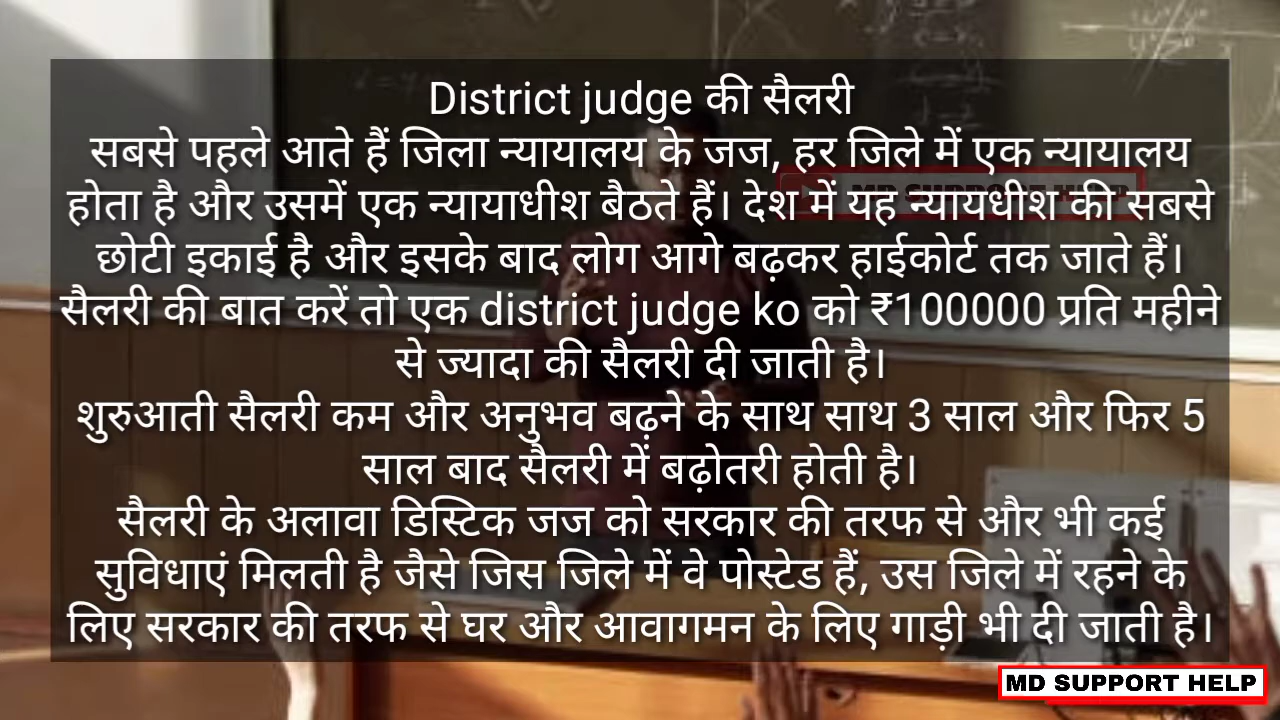 District judge की सैलरी
सबसे पहले आते हैं जिला न्यायालय के जज, हर जिले में एक न्यायालय
होता है और उसमें एक न्यायाधीश बैठते हैं। देश में यह न्यायधीश की सबसे
छोटी इकाई है और इसके बाद लोग आगे बढ़कर हाईकोर्ट तक जाते हैं।
सैलरी की बात करें तो एक district judge ko को ₹100000 प्रति महीने
से ज्यादा की सैलरी दी जाती है।
शुरुआती सैलरी कम और अनुभव बढ़ने के साथ साथ 3 साल और फिर 5
साल बाद सैलरी में बढ़ोतरी होती है।
सैलरी के अलावा डिस्टिक जज को सरकार की तरफ से और भी कई
सुविधाएं मिलती है जैसे जिस जिले में वे पोस्टेड हैं, उस जिले में रहने के
लिए सरकार की तरफ से घर और आवागमन के लिए गाड़ी भी दी जाती है।
MD SUPPORT HELP